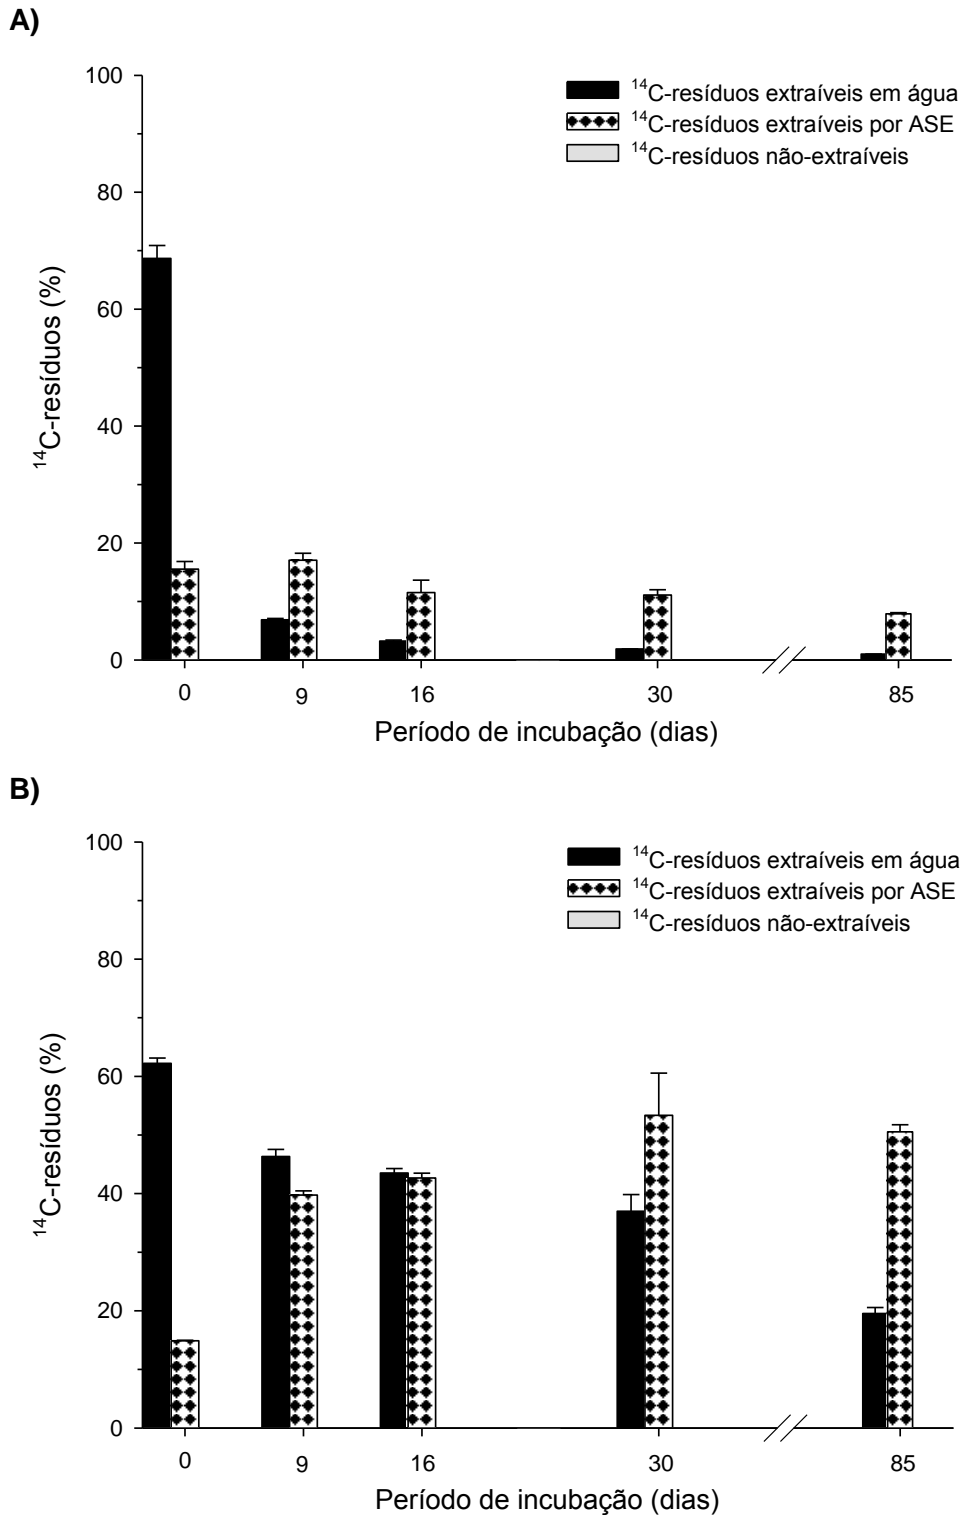 A)
100
80
60
40
20
0
¹⁴C-resíduos (%)
¹⁴C-resíduos extraíveis em água
¹⁴C-resíduos extraíveis por ASE
¹⁴C-resíduos não-extraíveis
0 9 16 30 85
Período de incubação (dias)
B)
100
80
60
40
20
0
¹⁴C-resíduos (%)
¹⁴C-resíduos extraíveis em água
¹⁴C-resíduos extraíveis por ASE
¹⁴C-resíduos não-extraíveis
0 9 16 30 85
Período de incubação (dias)